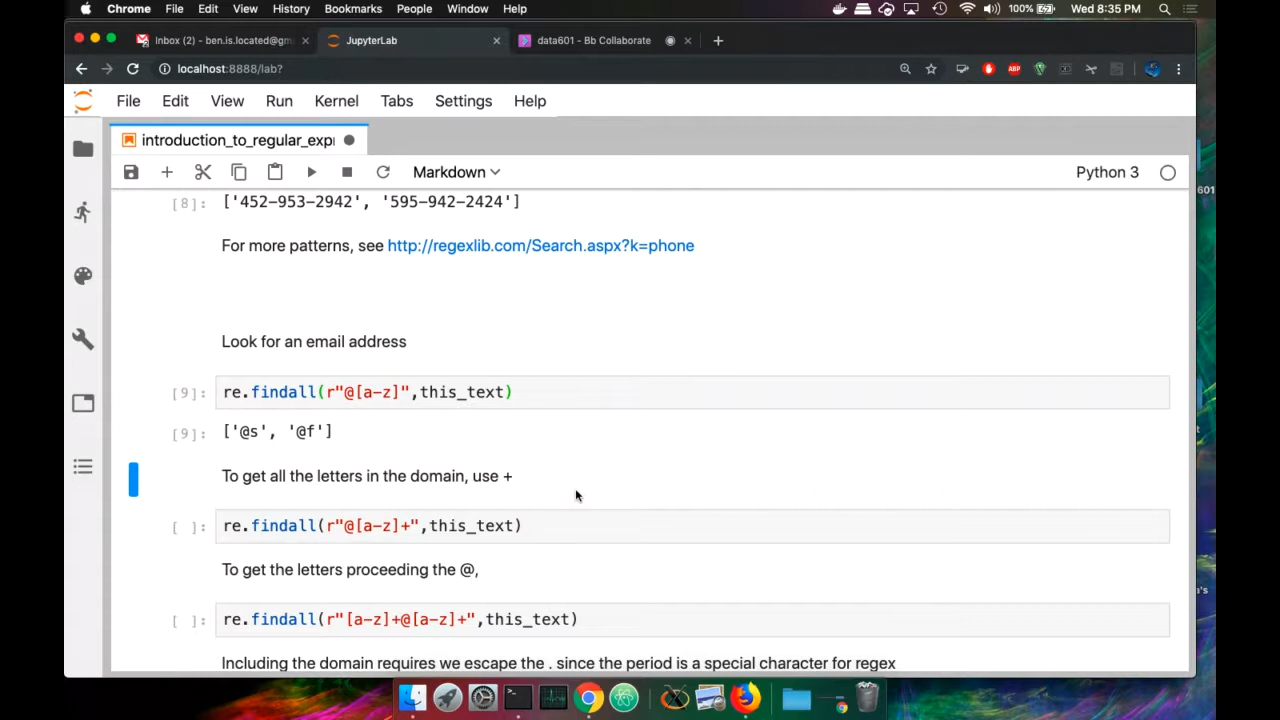 Chrome File Edit View History Bookmarks People Window Help 100% Wed 8:35 PM
Inbox (2) - ben.is.located@gm JupyterLab data601 - Bb Collaborate
localhost:8888/lab? ABP
File Edit View Run Kernel Tabs Settings Help
introduction_to_regular_expr
Markdown Python 3
[8]: ['452-953-2942', '595-942-2424']
For more patterns, see http://regexlib.com/Search.aspx?k=phone
Look for an email address
[9]: re.findall(r"@[a-z]",this_text)
[9]: ['@s', '@f']
To get all the letters in the domain, use +
[ ]: re.findall(r"@[a-z]+",this_text)
To get the letters proceeding the @,
[ ]: re.findall(r"[a-z]+@[a-z]+",this_text)
Including the domain requires we escape the . since the period is a special character for regex